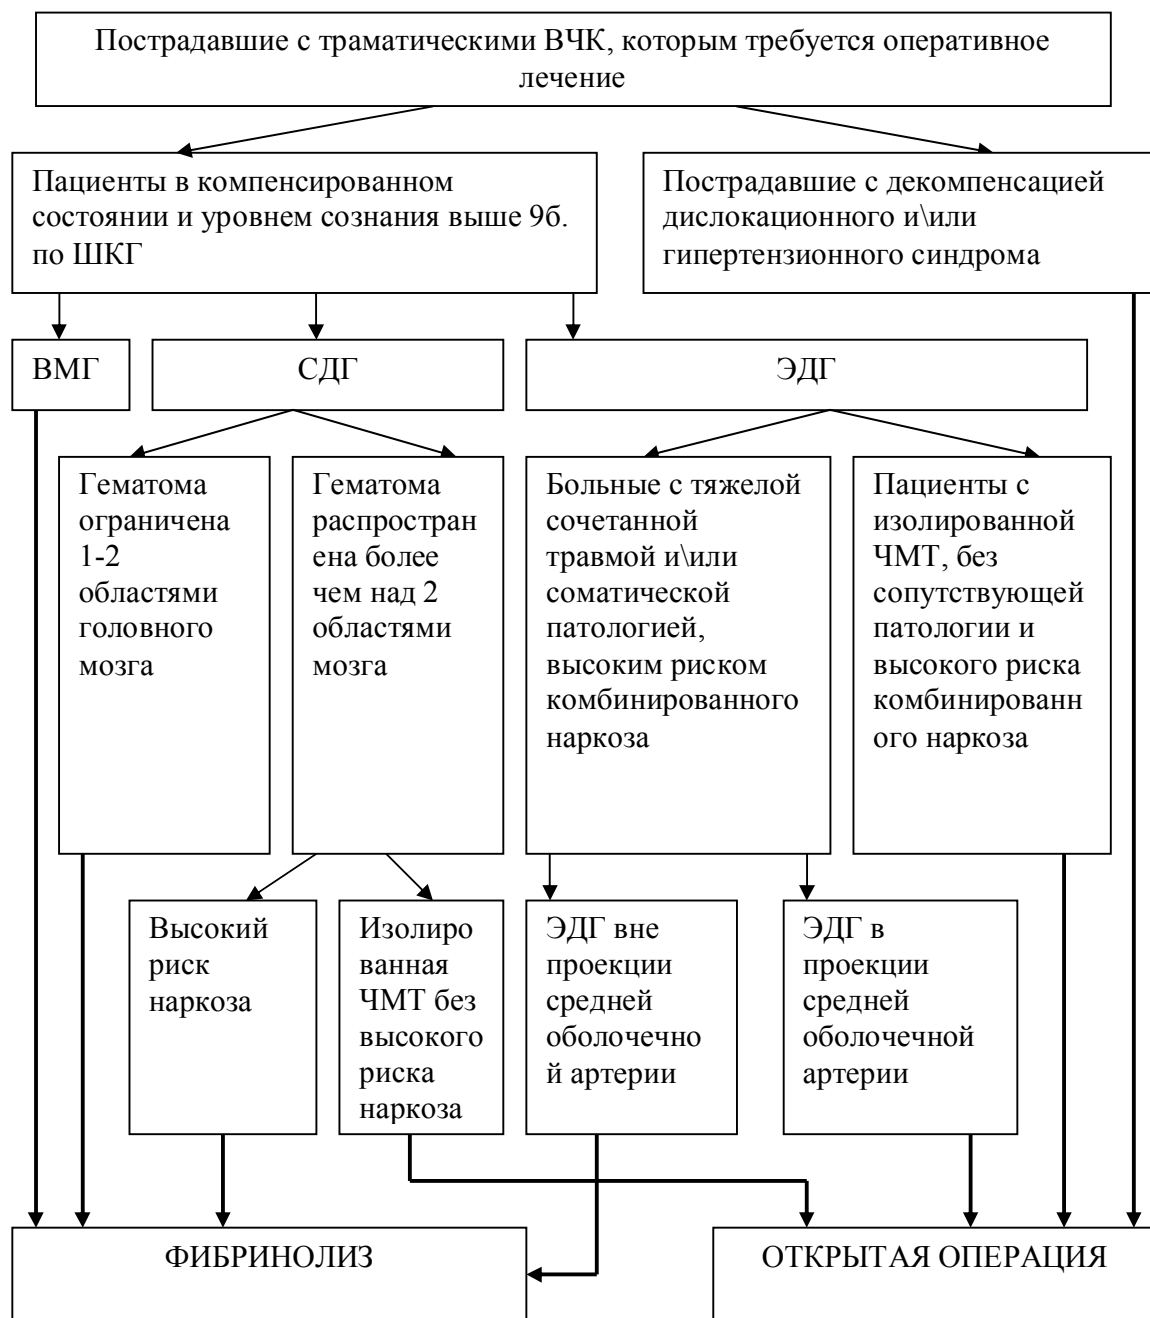 Пострадавшие с траматическими ВЧК, которым требуется оперативное
лечение
Пациенты в компенсированном
состоянии и уровнем сознания выше 9б.
по ШКГ
Пострадавшие с декомпенсацией
дислокационного и\или
гипертензионного синдрома
ВМГ
СДГ
ЭДГ
Гематома
ограничена
1-2
областями
головного
мозга
Гематома
распростран
ена более
чем над 2
областями
мозга
Больные с тяжелой
сочетанной
травмой и\или
соматической
патологией,
высоким риском
комбинированного
наркоза
Пациенты с
изолированной
ЧМТ, без
сопутствующей
патологии и
высокого риска
комбинированн
ого наркоза
Высокий
риск
наркоза
Изолиро
ванная
ЧМТ без
высокого
риска
наркоза
ЭДГ вне
проекции
средней
оболочечно
й артерии
ЭДГ в
проекции
средней
оболочечной
артерии
ФИБРИНОЛИЗ
ОТКРЫТАЯ ОПЕРАЦИЯ